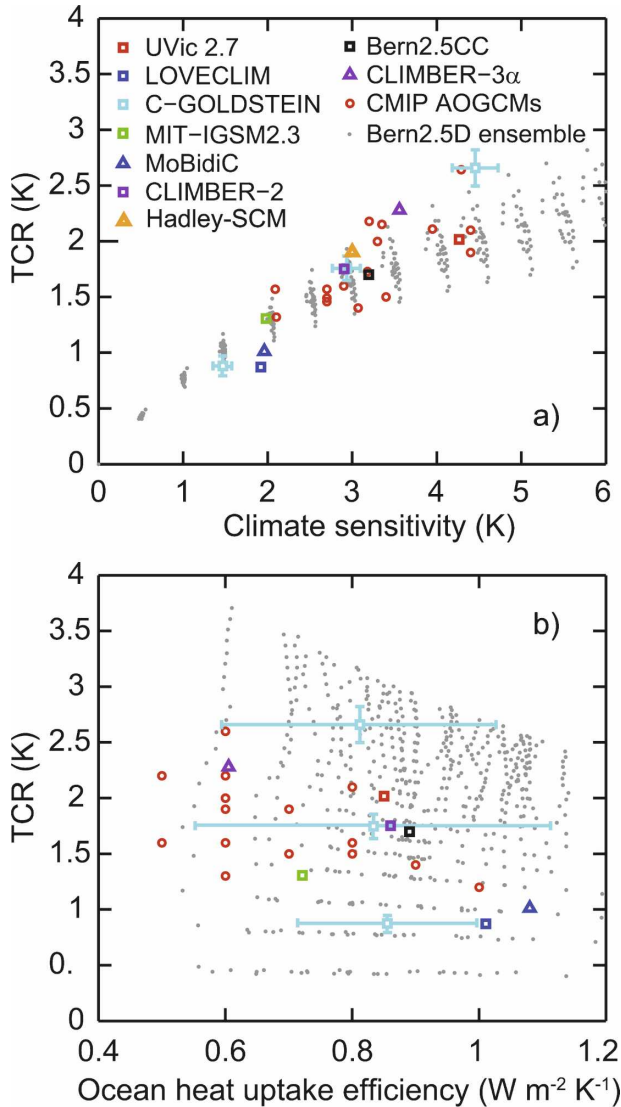 4
3.5
3
2.5
2
1.5
1
0.5
0
TCR (K)
UVic 2.7
LOVECLIM
C-GOLDSTEIN
MIT-IGSM2.3
MoBidiC
CLIMBER-2
Hadley-SCM
Bern2.5CC
CLIMBER-3α
CMIP AOGCMs
Bern2.5D ensemble
a)
0 1 2 3 4 5 6
Climate sensitivity (K)
4
3.5
3
2.5
2
1.5
1
0.
0
TCR (K)
b)
0.4 0.6 0.8 1 1.2
Ocean heat uptake efficiency (W m⁻² K⁻¹)